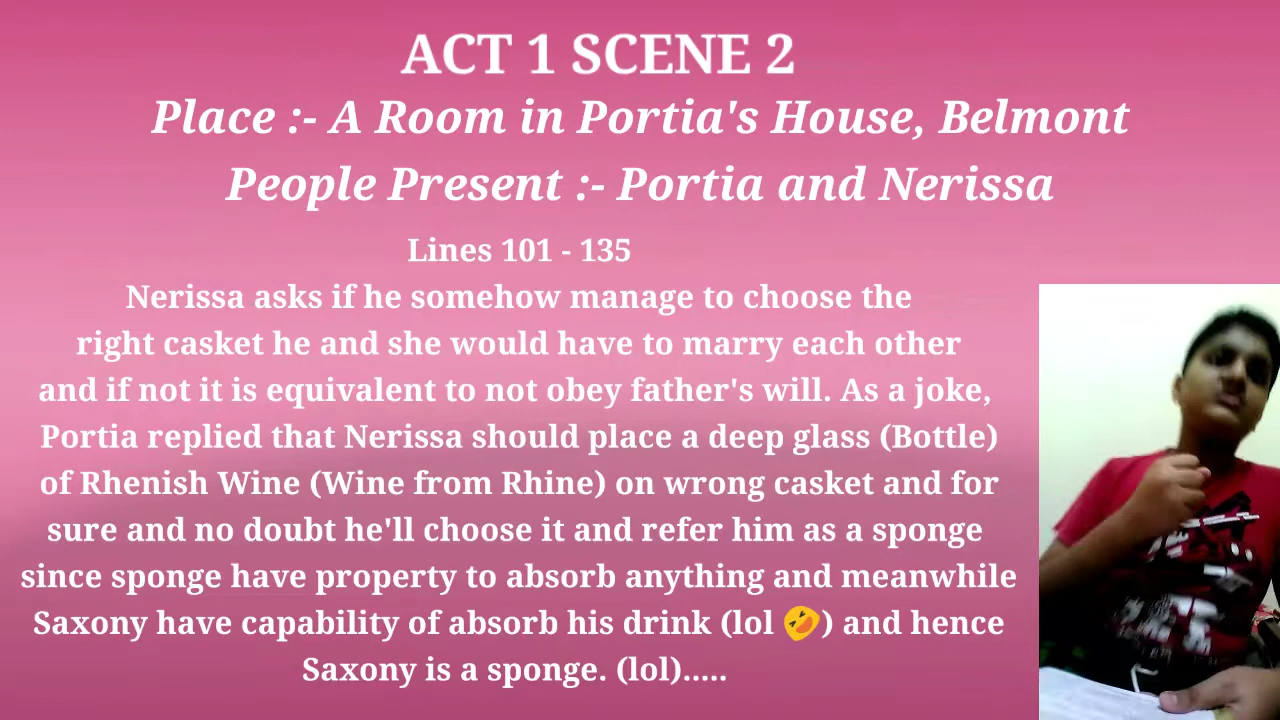 ACT 1 SCENE 2
Place :- A Room in Portia's House, Belmont
People Present :- Portia and Nerissa
Lines 101 - 135
Nerissa asks if he somehow manage to choose the
right casket he and she would have to marry each other
and if not it is equivalent to not obey father's will. As a joke,
Portia replied that Nerissa should place a deep glass (Bottle)
of Rhenish Wine (Wine from Rhine) on wrong casket and for
sure and no doubt he'll choose it and refer him as a sponge
since sponge have property to absorb anything and meanwhile
Saxony have capability of absorb his drink (lol 🤣) and hence
Saxony is a sponge. (lol).....